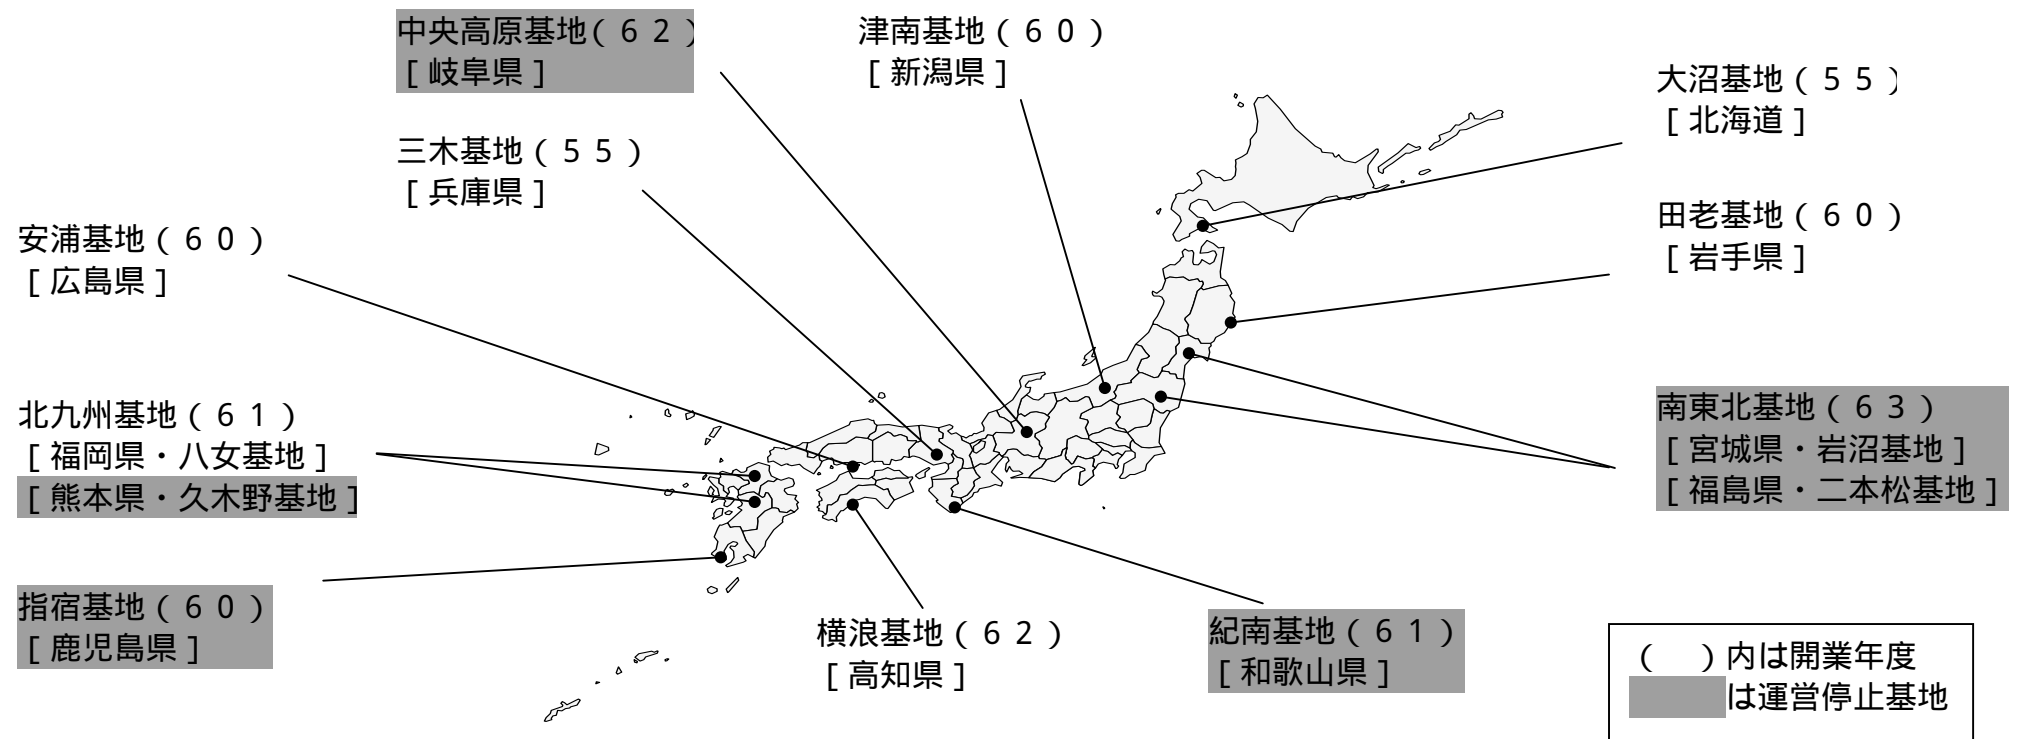 中央高原基地（６２）
[ 岐阜県 ]
津南基地（６０）
[ 新潟県 ]
大沼基地（５５）
[ 北海道 ]
三木基地（５５）
[ 兵庫県 ]
田老基地（６０）
[ 岩手県 ]
安浦基地（６０）
[ 広島県 ]
北九州基地（６１）
[ 福岡県・八女基地 ]
[ 熊本県・久木野基地 ]
南東北基地（６３）
[ 宮城県・岩沼基地 ]
[ 福島県・二本松基地 ]
指宿基地（６０）
[ 鹿児島県 ]
横浪基地（６２）
[ 高知県 ]
紀南基地（６１）
[ 和歌山県 ]
（　）内は開業年度
は運営停止基地